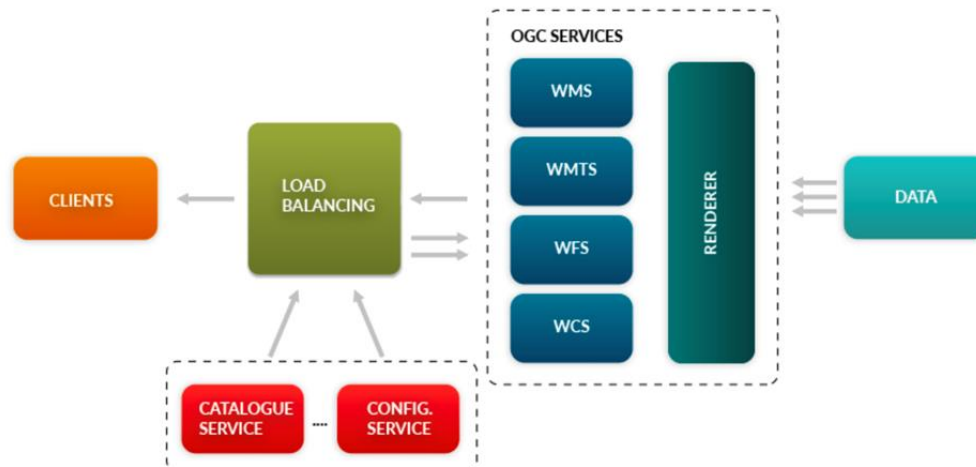 OGC SERVICES
WMS
WMTS
WFS
WCS
RENDERER
CLIENTS
LOAD
BALANCING
DATA
CATALOGUE
SERVICE
....
CONFIG.
SERVICE